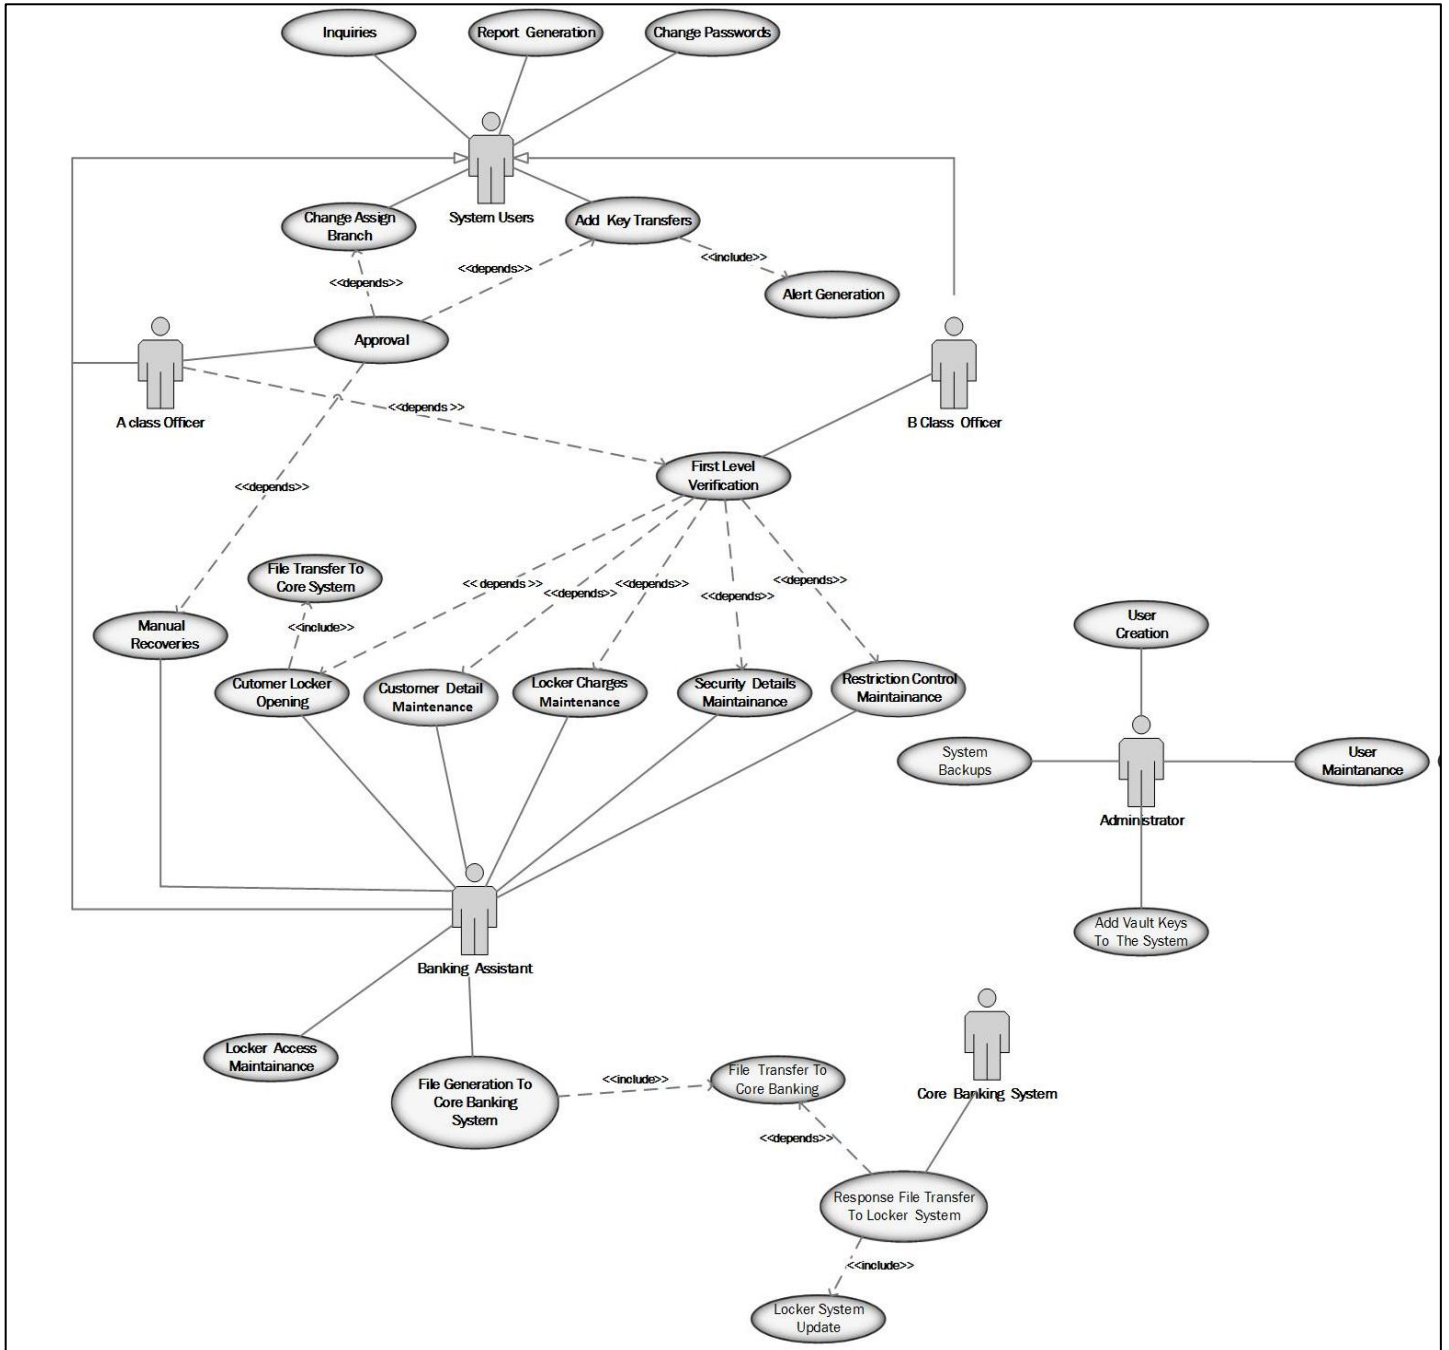 Inquiries
Report Generation
Change Passwords
System Users
Change Assign
Branch
Add Key Transfers
<<include>>
<<depends>>
<<depends>>
Alert Generation
Approval
A class Officer
<<depends >>
B Class Officer
First Level
Verification
<<depends>>
File Transfer To
Core System
<< depends >>
<<depends>>
<<depends>>
<<depends>>
<<depends>>
Manual
Recoveries
<<include>>
User
Creation
Cutomer Locker
Opening
Customer Detail
Maintenance
Locker Charges
Maintenance
Security Details
Maintainance
Restriction Control
Maintainance
System
Backups
User
Maintanance
Administrator
Add Vault Keys
To The System
Banking Assistant
Locker Access
Maintainance
File Generation To
Core Banking
System
<<include>>
File Transfer To
Core Banking
Core Banking System
<<depends>>
Response File Transfer
To Locker System
<<include>>
Locker System
Update